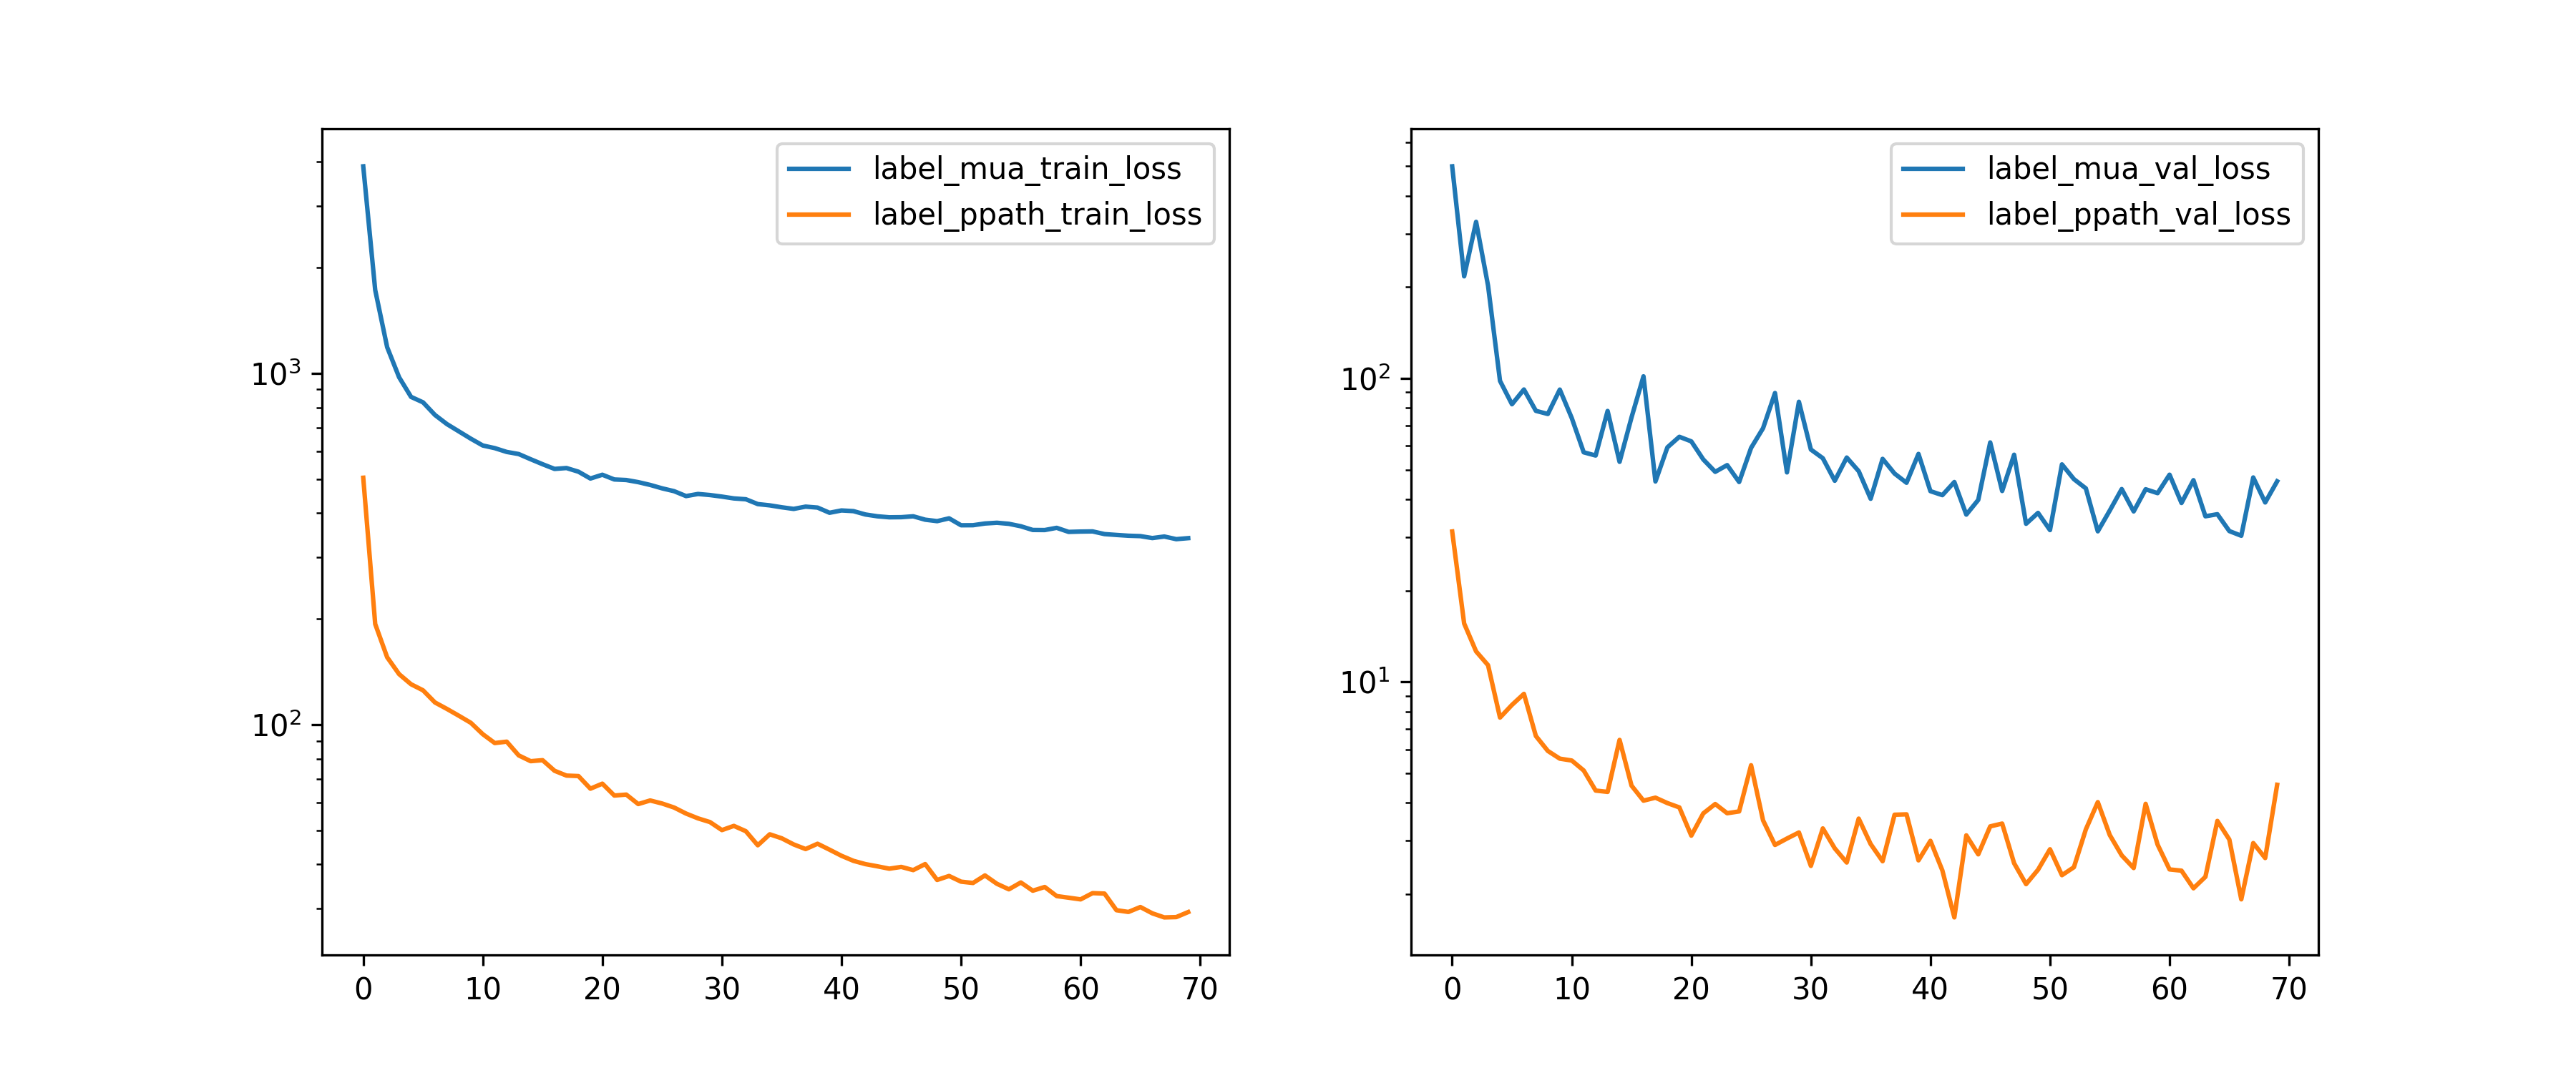 label_mua_train_loss
label_ppath_train_loss
10³
10²
0 10 20 30 40 50 60 70
label_mua_val_loss
label_ppath_val_loss
10²
10¹
0 10 20 30 40 50 60 70